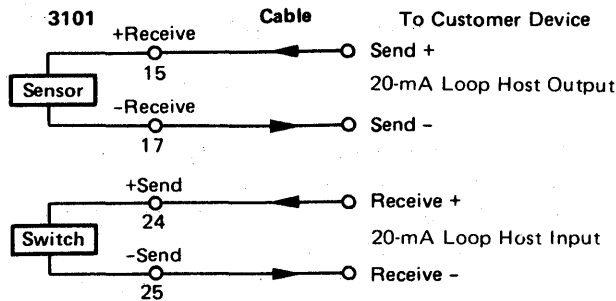 3101 Cable To Customer Device
+Receive Send +
15
Sensor 20-mA Loop Host Output
–Receive
17 Send –
+Send Receive +
24
Switch 20-mA Loop Host Input
–Send
25 Receive -